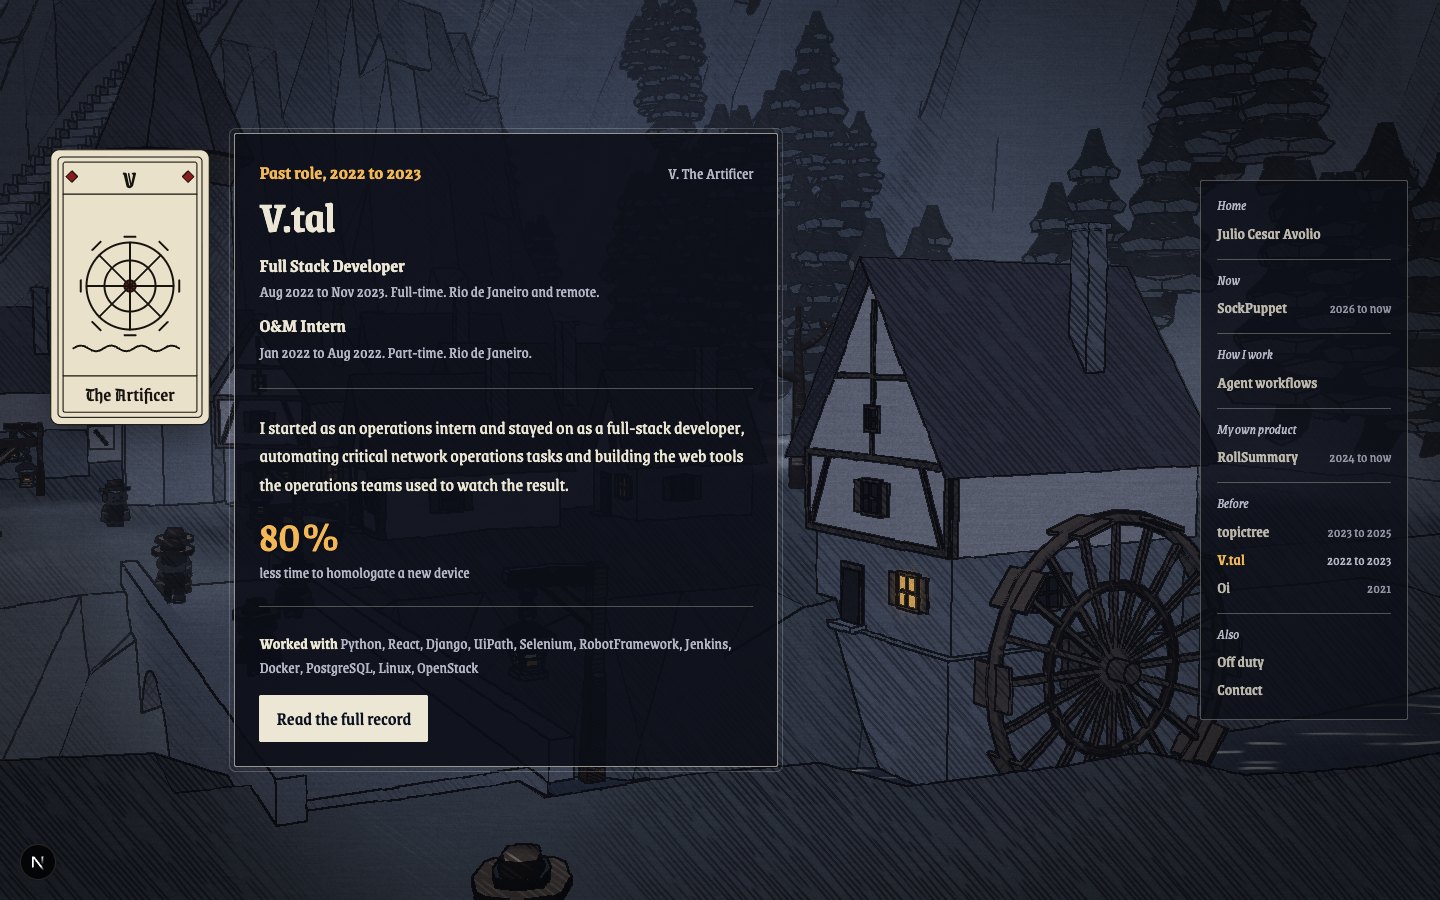 V
The Artificer
Past role, 2022 to 2023
V. The Artificer
V.tal
Full Stack Developer
Aug 2022 to Nov 2023. Full-time. Rio de Janeiro and remote.
O&M Intern
Jan 2022 to Aug 2022. Part-time. Rio de Janeiro.
I started as an operations intern and stayed on as a full-stack developer,
automating critical network operations tasks and building the web tools
the operations teams used to watch the result.
80%
less time to homologate a new device
Worked with Python, React, Django, UiPath, Selenium, RobotFramework, Jenkins,
Docker, PostgreSQL, Linux, OpenStack
Read the full record
Home
Julio Cesar Avolio
Now
SockPuppet 2026 to now
How I work
Agent workflows
My own product
RollSummary 2024 to now
Before
topictree 2023 to 2025
V.tal 2022 to 2023
Oi 2021
Also
Off duty
Contact
N